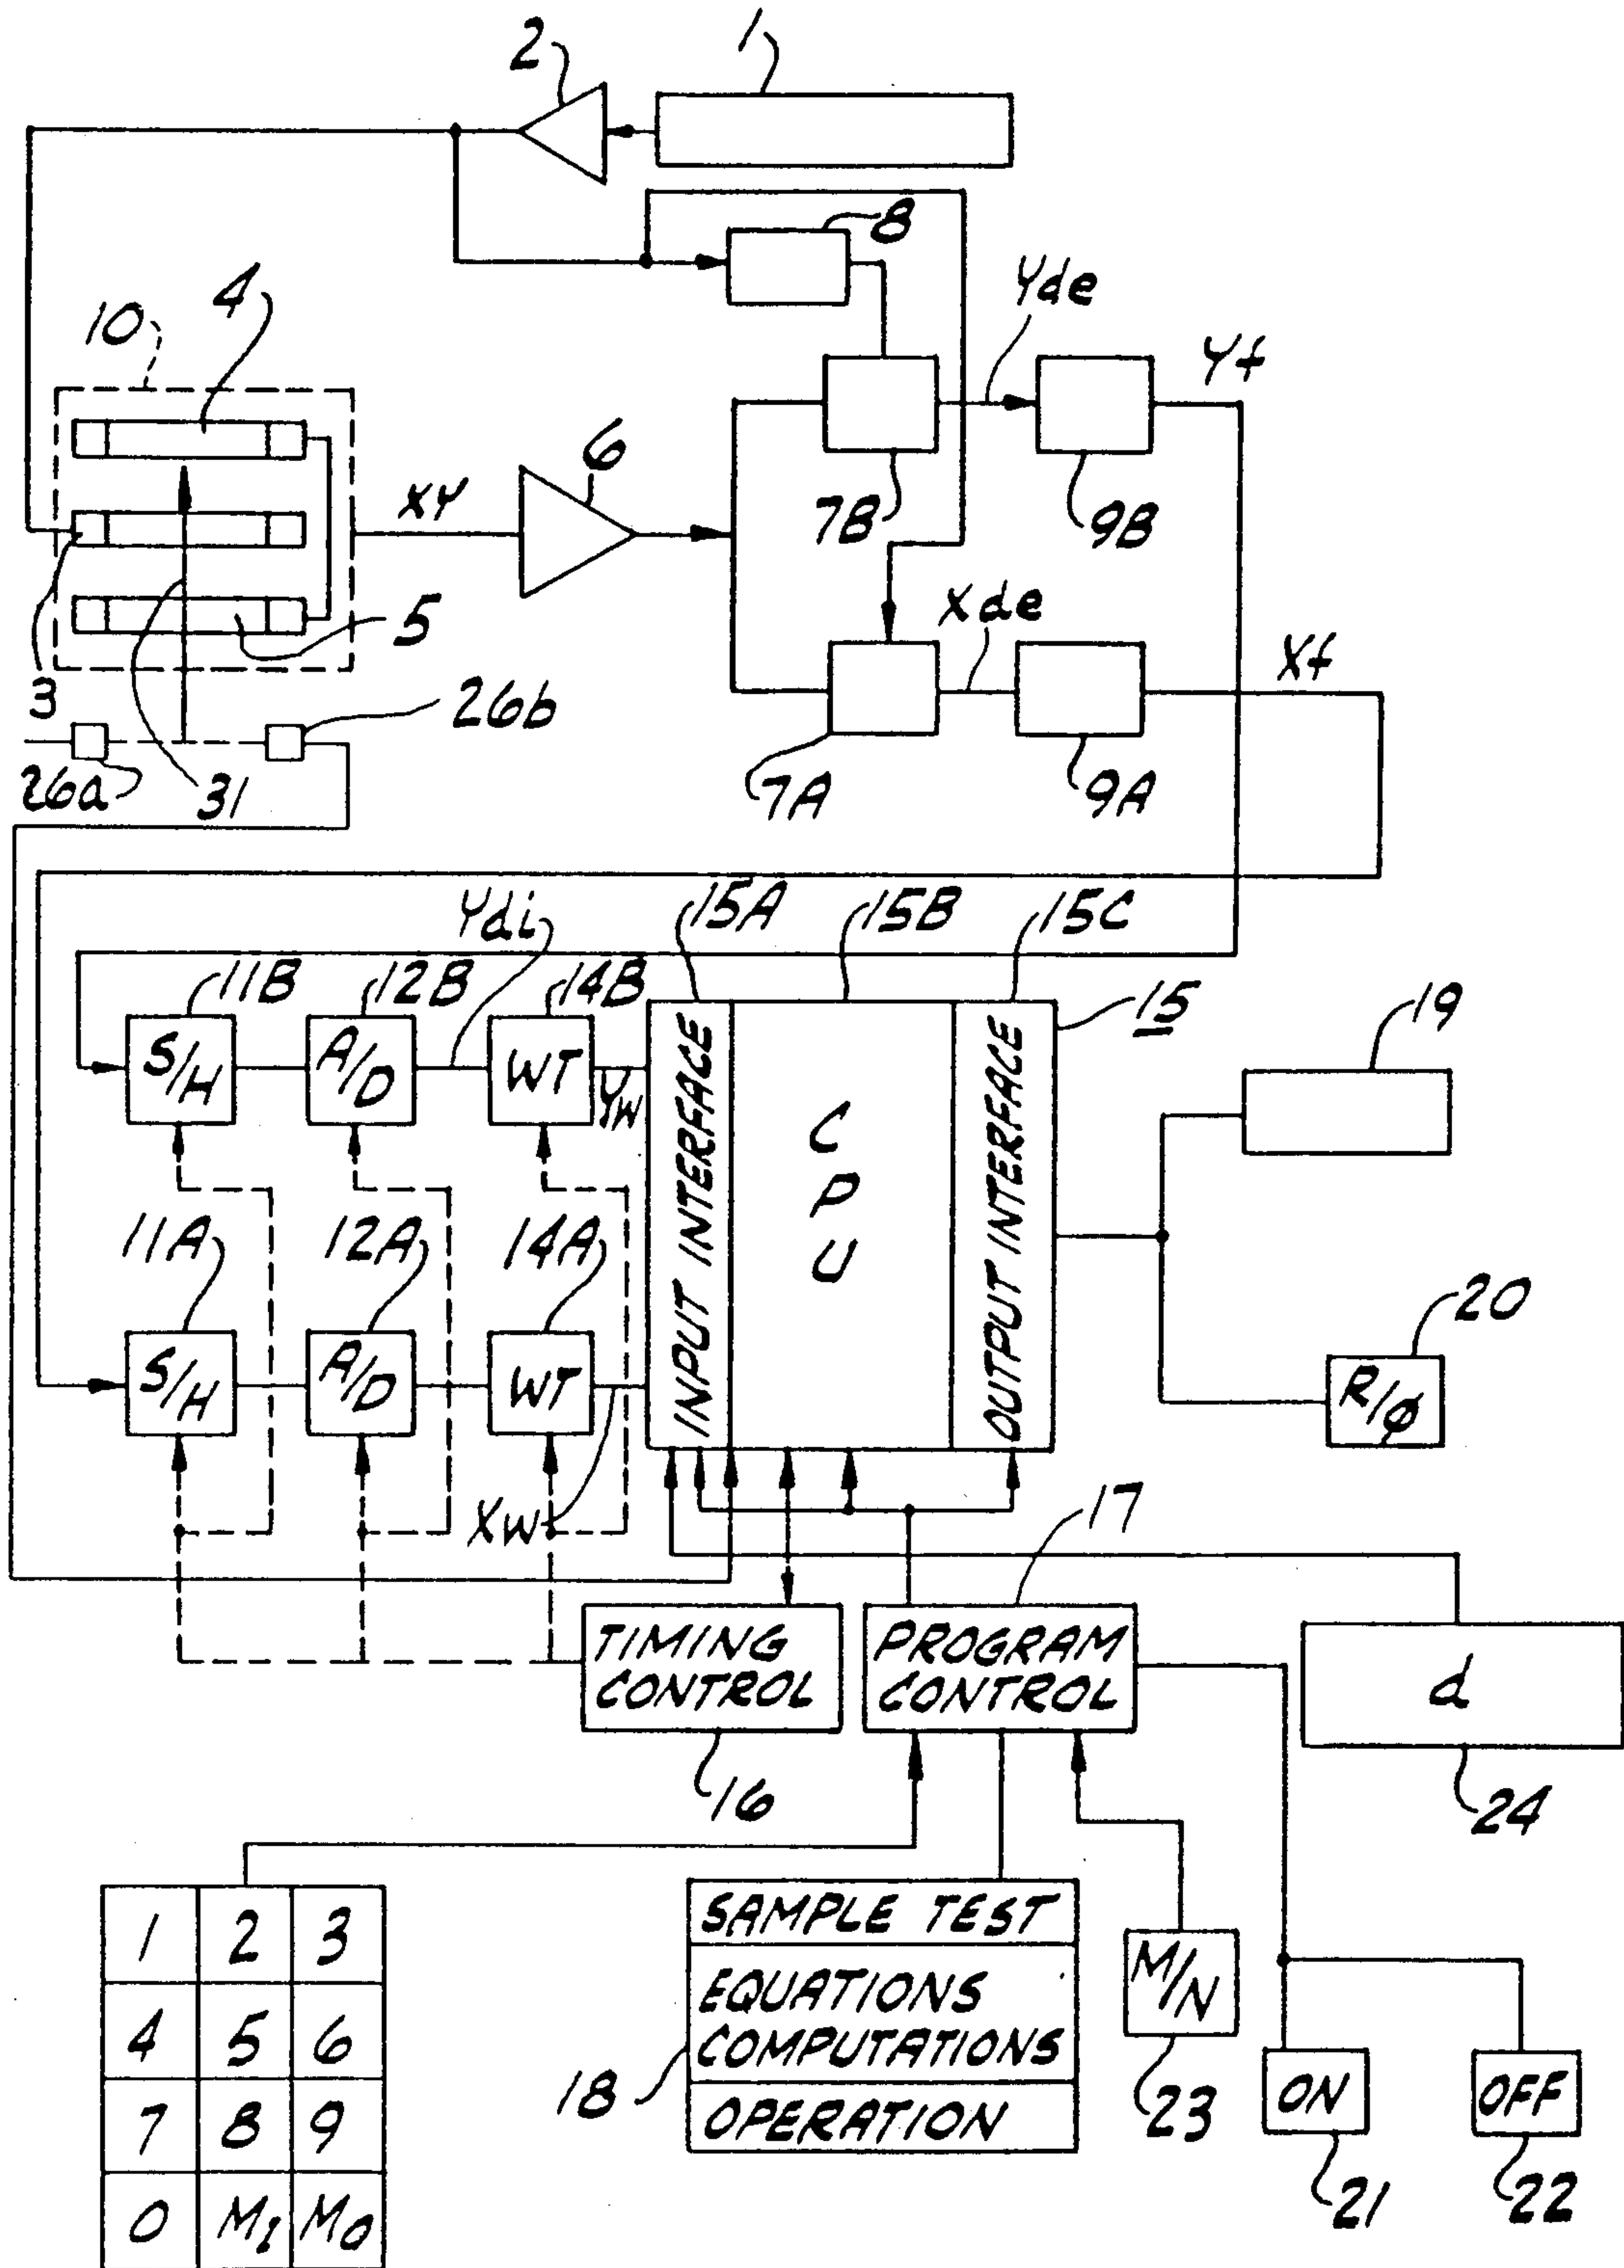 2 1
8
Yde
10 4
Yf
6
XY
7B 9B
Xde
5
Xf
3 26b
26a 31 7A 9A
15A 15B 15C
Ydi
11B 12B 14B 15 19
S/H A/D WT Yw
INPUT INTERFACE
C
P
U
OUTPUT INTERFACE
11A 12A 14A
20
S/H A/D WT
R/φ
Xw
17
TIMING
CONTROL
PROGRAM
CONTROL
d
16
24
1 2 3
4 5 6
7 8 9
0 MI MO
SAMPLE TEST
EQUATIONS
COMPUTATIONS
OPERATION
18
M/N
23
ON OFF
21 22